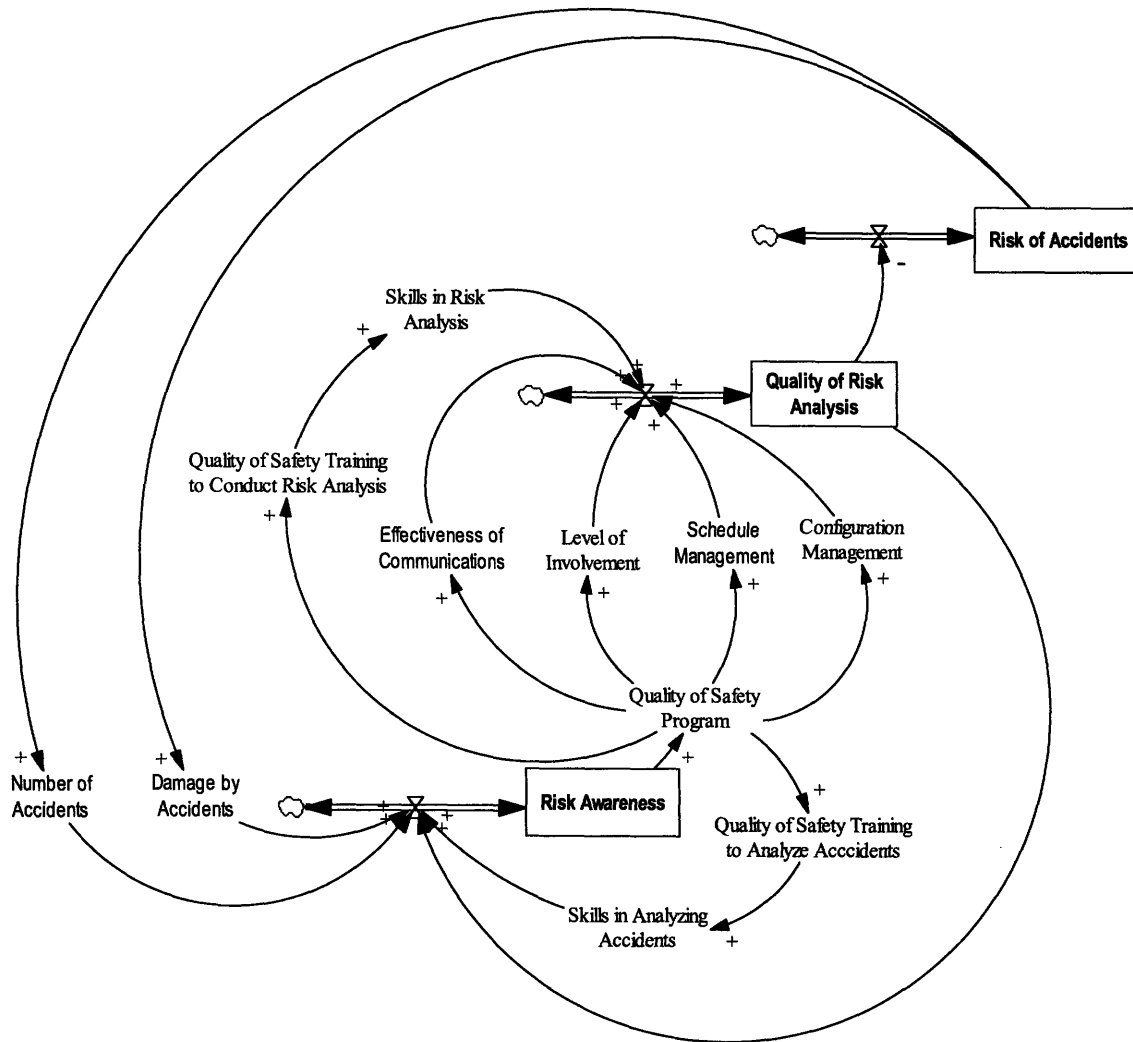 Risk of Accidents
-
Skills in Risk
Analysis
+
+
+
+
+
+
Quality of Risk
Analysis
Quality of Safety Training
to Conduct Risk Analysis
+
Effectiveness of
Communications
+
Level of
Involvement
+
Schedule
Management
+
Configuration
Management
+
Quality of Safety
Program
+
+
Number of
Accidents
+
Damage by
Accidents
+
+
+
+
Risk Awareness
+
Quality of Safety Training
to Analyze Acccidents
Skills in Analyzing
Accidents
+